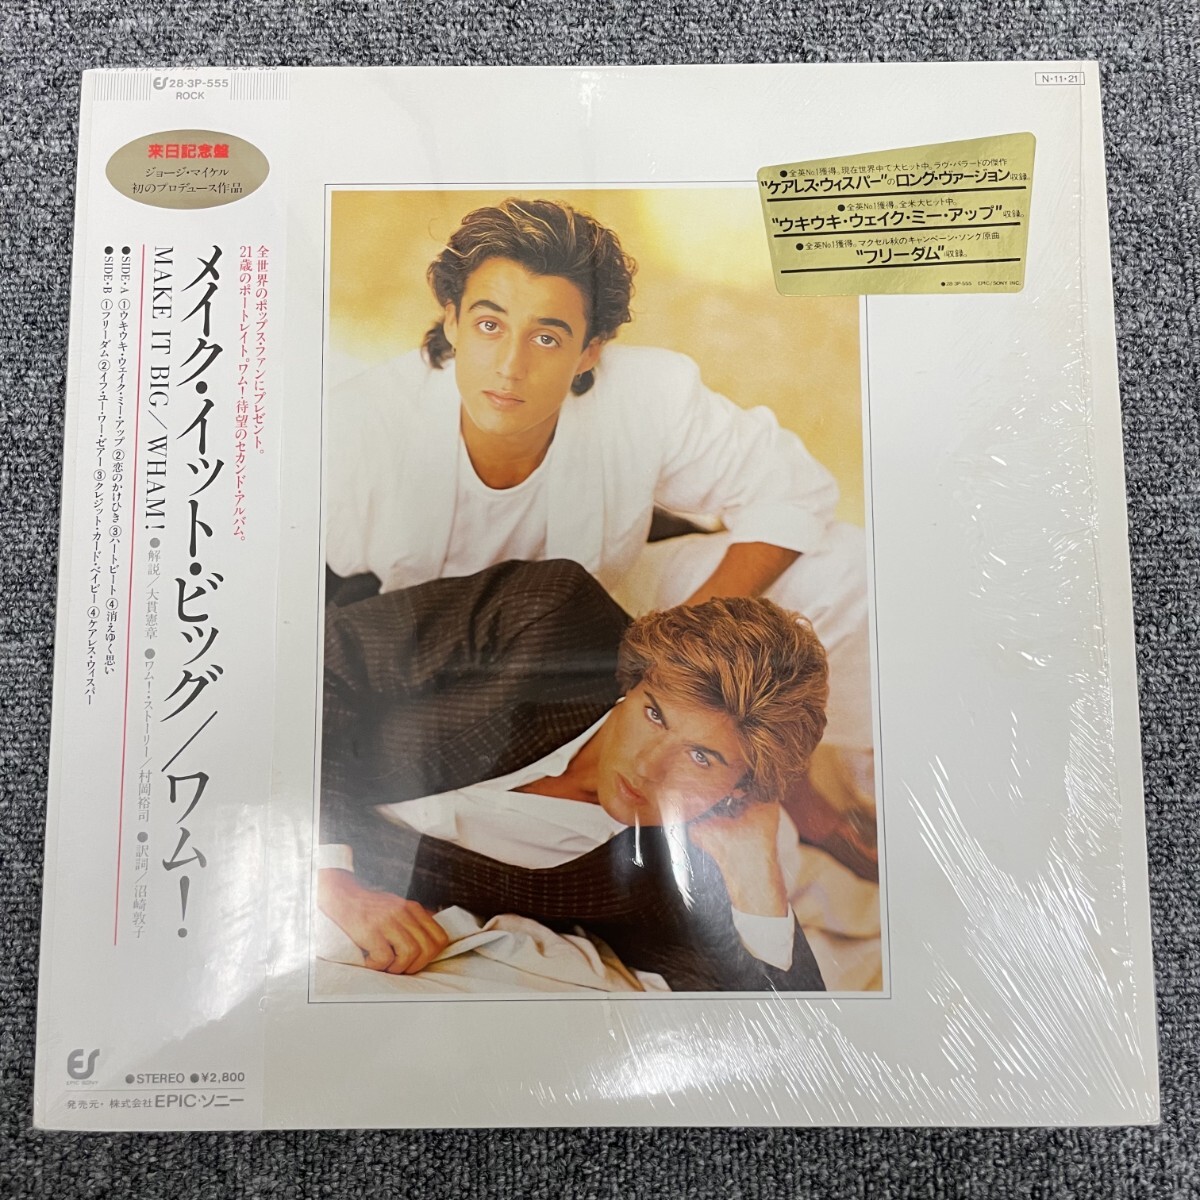 28・3P-555
ROCK
来日記念盤
ジョージ・マイケル
初のプロデュース作品
全世界のポップス・ファンにプレゼント。
21歳のポートレイト。ワム!待望のセカンド・アルバム。
メイク・イット・ビッグ/ワム!
MAKE IT BIG/WHAM!
●解説/大貫憲章 ●ワム!・ストーリー/村岡裕司 ●訳詞/沼崎敦子
●SIDE・A ①ウキウキ・ウェイク・ミー・アップ ②恋のかけひき ③ハートビート ④消えゆく思い
●SIDE・B ①フリーダム ②イフ・ユー・ワー・ゼアー ③クレジット・カード・ベイビー ④ケアレス・ウィスパー
ES
EPIC・SONY
●STEREO ●¥2,800
発売元・株式会社EPIC・ソニー
N・11・21
●全英No.1獲得。現在世界中で大ヒット中。ラヴ・バラードの傑作
"ケアレス・ウィスパー"のロング・ヴァージョン収録。
●全英No.1獲得。全米大ヒット中。
"ウキウキ・ウェイク・ミー・アップ"収録。
●全英No.1獲得。マクセル秋のキャンペーン・ソング原曲
"フリーダム"収録。
●28・3P-555 EPIC/SONY INC.